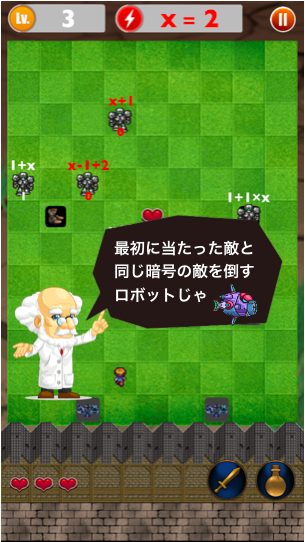 Lv. 3
x = 2
x÷1
0
1+x
1
x-1÷2
0
1+1×x
最初に当たった敵と
同じ暗号の敵を倒す
ロボットじゃ